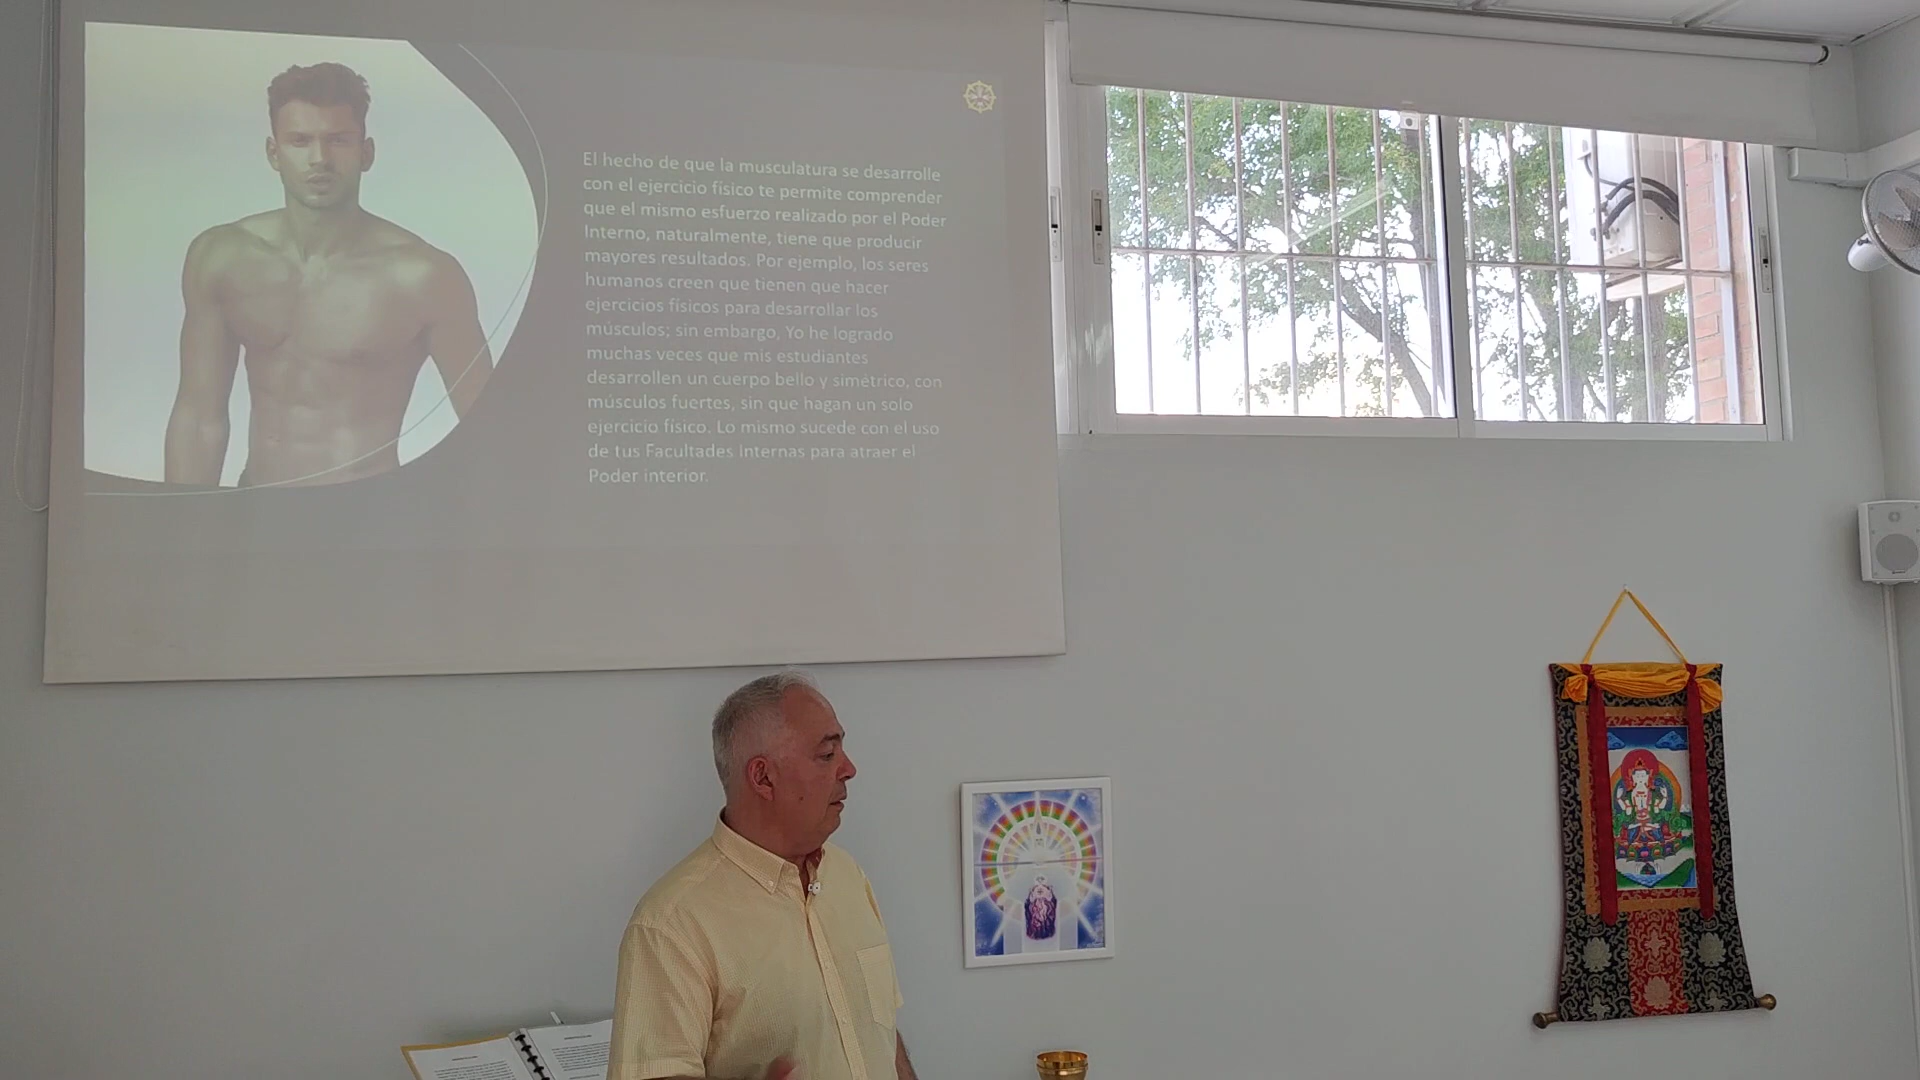 El hecho de que la musculatura se desarrolle
con el ejercicio físico te permite comprender
que el mismo esfuerzo realizado por el Poder
Interno, naturalmente, tiene que producir
mayores resultados. Por ejemplo, los seres
humanos creen que tienen que hacer
ejercicios físicos para desarrollar los
músculos; sin embargo, Yo he logrado
muchas veces que mis estudiantes
desarrollen un cuerpo bello y simétrico, con
músculos fuertes, sin que hagan un solo
ejercicio físico. Lo mismo sucede con el uso
de tus Facultades Internas para atraer el
Poder interior.